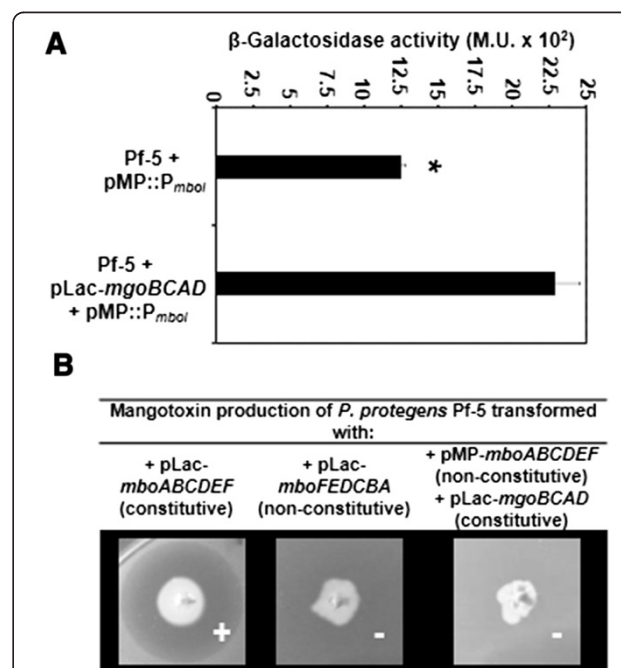 A
β-Galactosidase activity (M.U. x 10²)
0
2.5
5
7.5
10
12.5
15
17.5
20
22.5
25
Pf-5 +
pMP::PmboI
*
Pf-5 +
pLac-mgoBCAD
+ pMP::PmboI
B
Mangotoxin production of P. protegens Pf-5 transformed
with:
+ pLac-
mboABCDEF
(constitutive)
+ pLac-
mboFEDCBA
(non-constitutive)
+ pMP-mboABCDEF
(non-constitutive)
+ pLac-mgoBCAD
(constitutive)
+
-
-